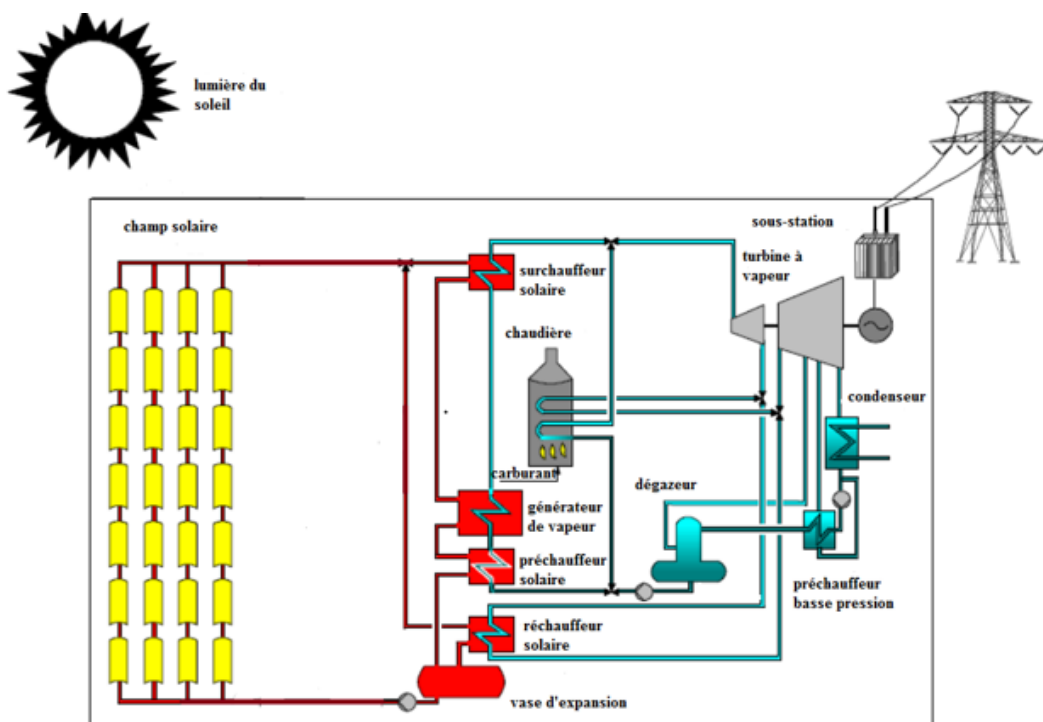 lumière du
soleil
champ solaire
sous-station
turbine à
vapeur
surchauffeur
solaire
chaudière
condenseur
carburant
dégazeur
générateur
de vapeur
préchauffeur
solaire
préchauffeur
basse pression
réchauffeur
solaire
vase d'expansion